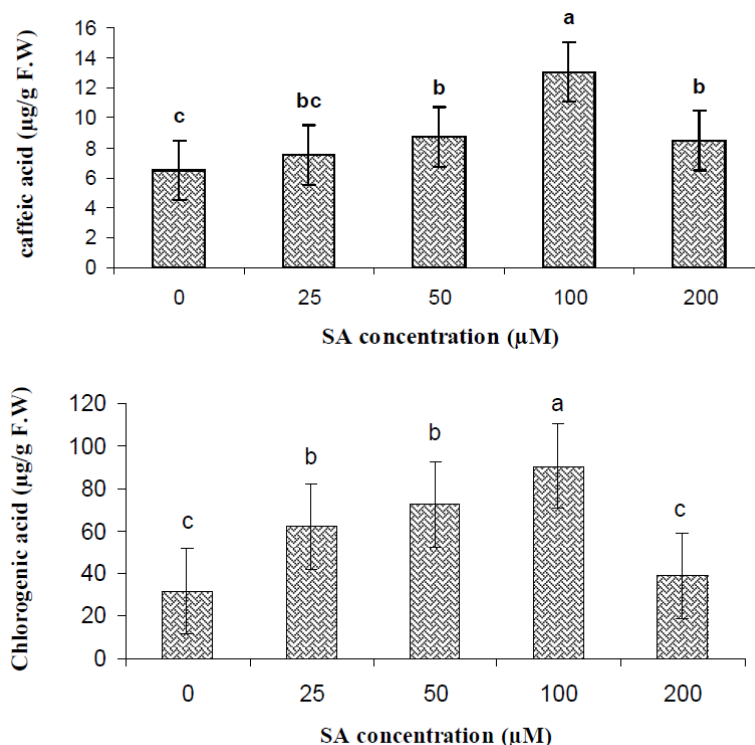 caffeic acid (µg/g F.W)
16
14
12
10
8
6
4
2
0
c
bc
b
a
b
0 25 50 100 200
SA concentration (µM)
Chlorogenic acid (µg/g F.W)
120
100
80
60
40
20
0
c
b
b
a
c
0 25 50 100 200
SA concentration (µM)